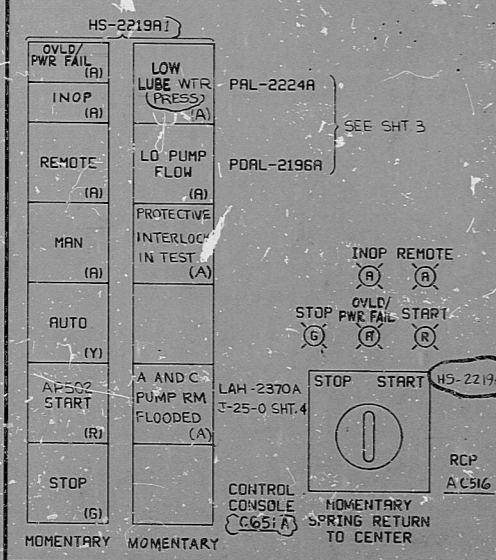 HS-2219A1
OVLD/
PWR FAIL
(A)
INOP
(A)
REMOTE
(A)
MAN
(A)
AUTO
(Y)
AP502
START
(R)
STOP
(G)
MOMENTARY
LOW
LUBE WTR
(PRESS)
(A)
LO PUMP
FLOW
(A)
PROTECTIVE
INTERLOCK
IN TEST
(A)
A AND C
PUMP RM
FLOODED
(A)
MOMENTARY
PAL-2224A
PDAL-2196A
SEE SHT. 3
LAH-2370A
J-25-0 SHT. 4
CONTROL
CONSOLE
C651A
INOP REMOTE
A A
STOP OVLD/
PWR FAIL START
G A R
STOP START
HS-2219
MOMENTARY
SPRING RETURN
TO CENTER
RCP
AC516